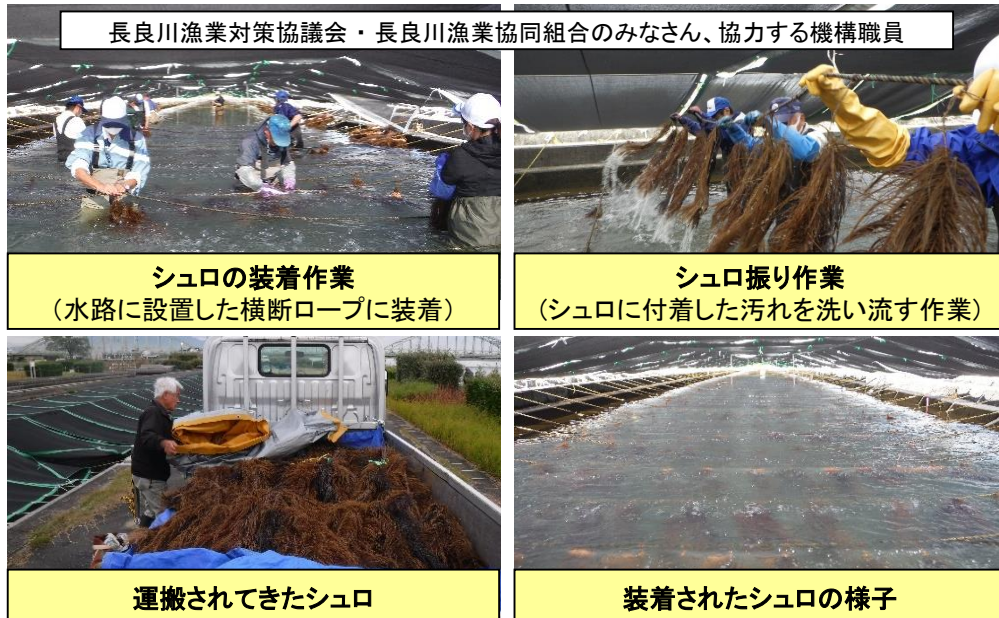 長良川漁業対策協議会・長良川漁業協同組合のみなさん、協力する機構職員
シュロの装着作業
（水路に設置した横断ロープに装着）
シュロ振り作業
（シュロに付着した汚れを洗い流す作業）
運搬されてきたシュロ
装着されたシュロの様子